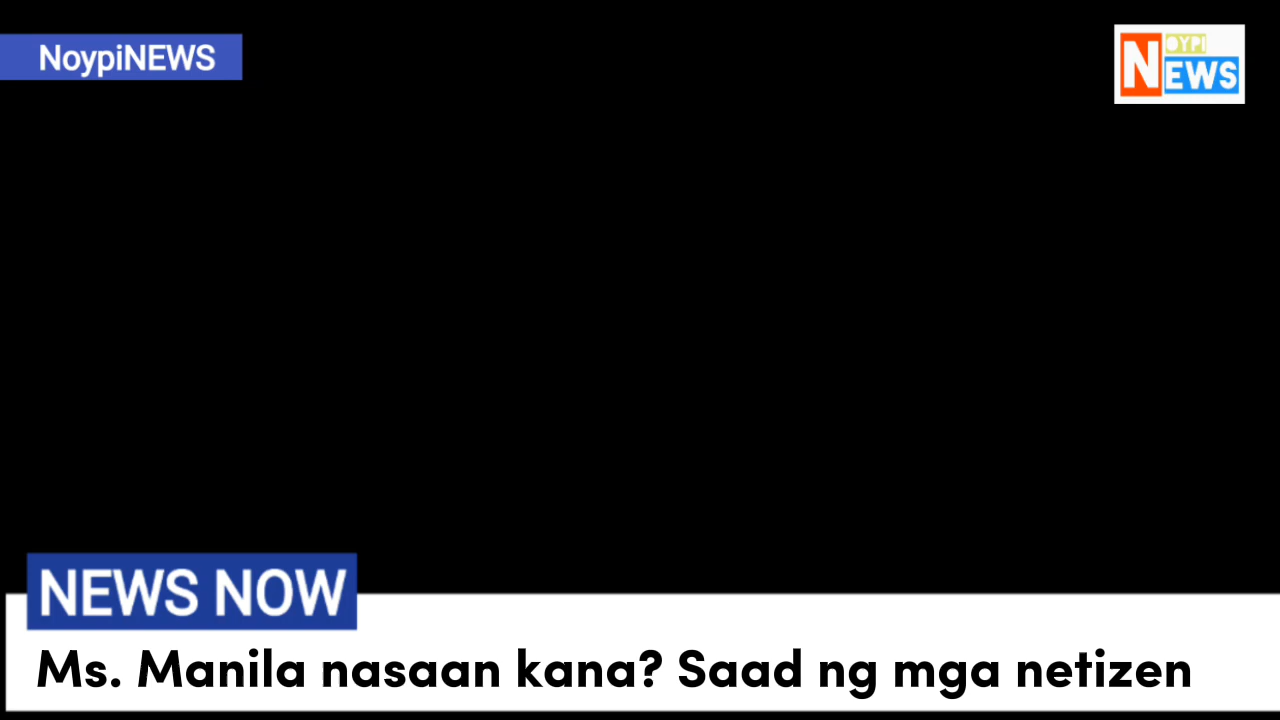 NoypiNEWS
NOYPI
NEWS
NEWS NOW
Ms. Manila nasaan kana? Saad ng mga netizen